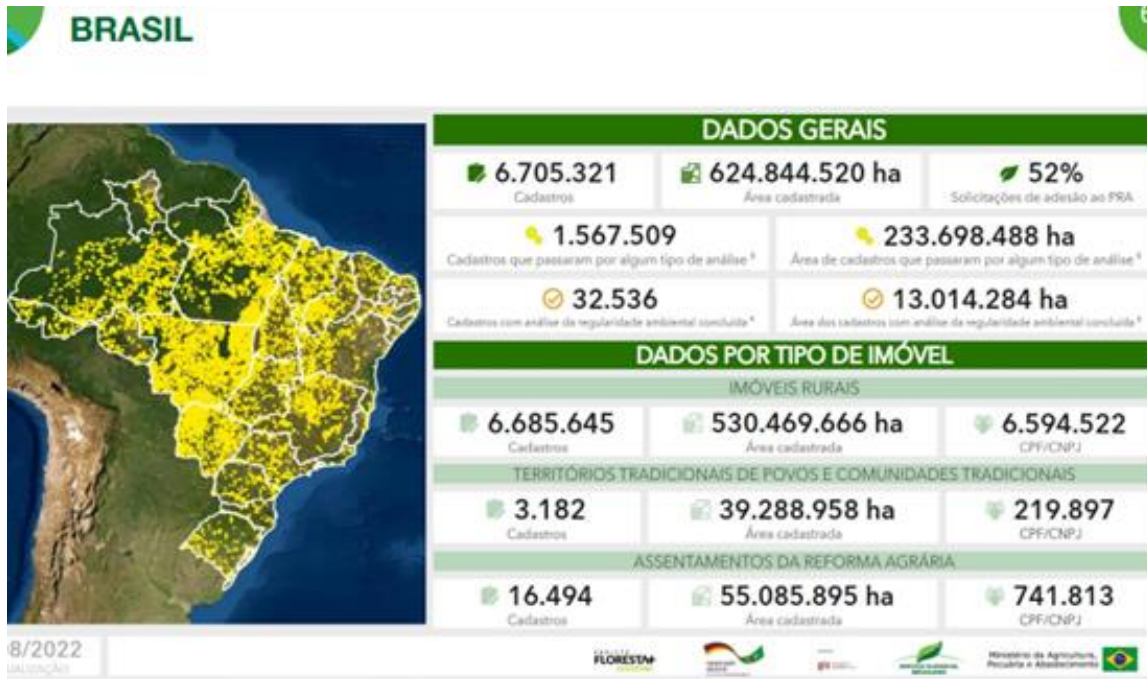 BRASIL
DADOS GERAIS
6.705.321
Cadastros
624.844.520 ha
Área cadastrada
52%
Solicitações de adesão ao PRA
1.567.509
Cadastros que passaram por algum tipo de análise
233.698.488 ha
Área de cadastros que passaram por algum tipo de análise
32.536
Cadastros com análise da regularidade ambiental concluída
13.014.284 ha
Área dos cadastros com análise da regularidade ambiental concluída
DADOS POR TIPO DE IMÓVEL
IMÓVEIS RURAIS
6.685.645
Cadastros
530.469.666 ha
Área cadastrada
6.594.522
CPF/CNPJ
TERRITÓRIOS TRADICIONAIS DE POVOS E COMUNIDADES TRADICIONAIS
3.182
Cadastros
39.288.958 ha
Área cadastrada
219.897
CPF/CNPJ
ASSENTAMENTOS DA REFORMA AGRÁRIA
16.494
Cadastros
55.085.895 ha
Área cadastrada
741.813
CPF/CNPJ
8/2022
FLORESTA+
giz
Ministério da Agricultura,
Pecuária e Abastecimento